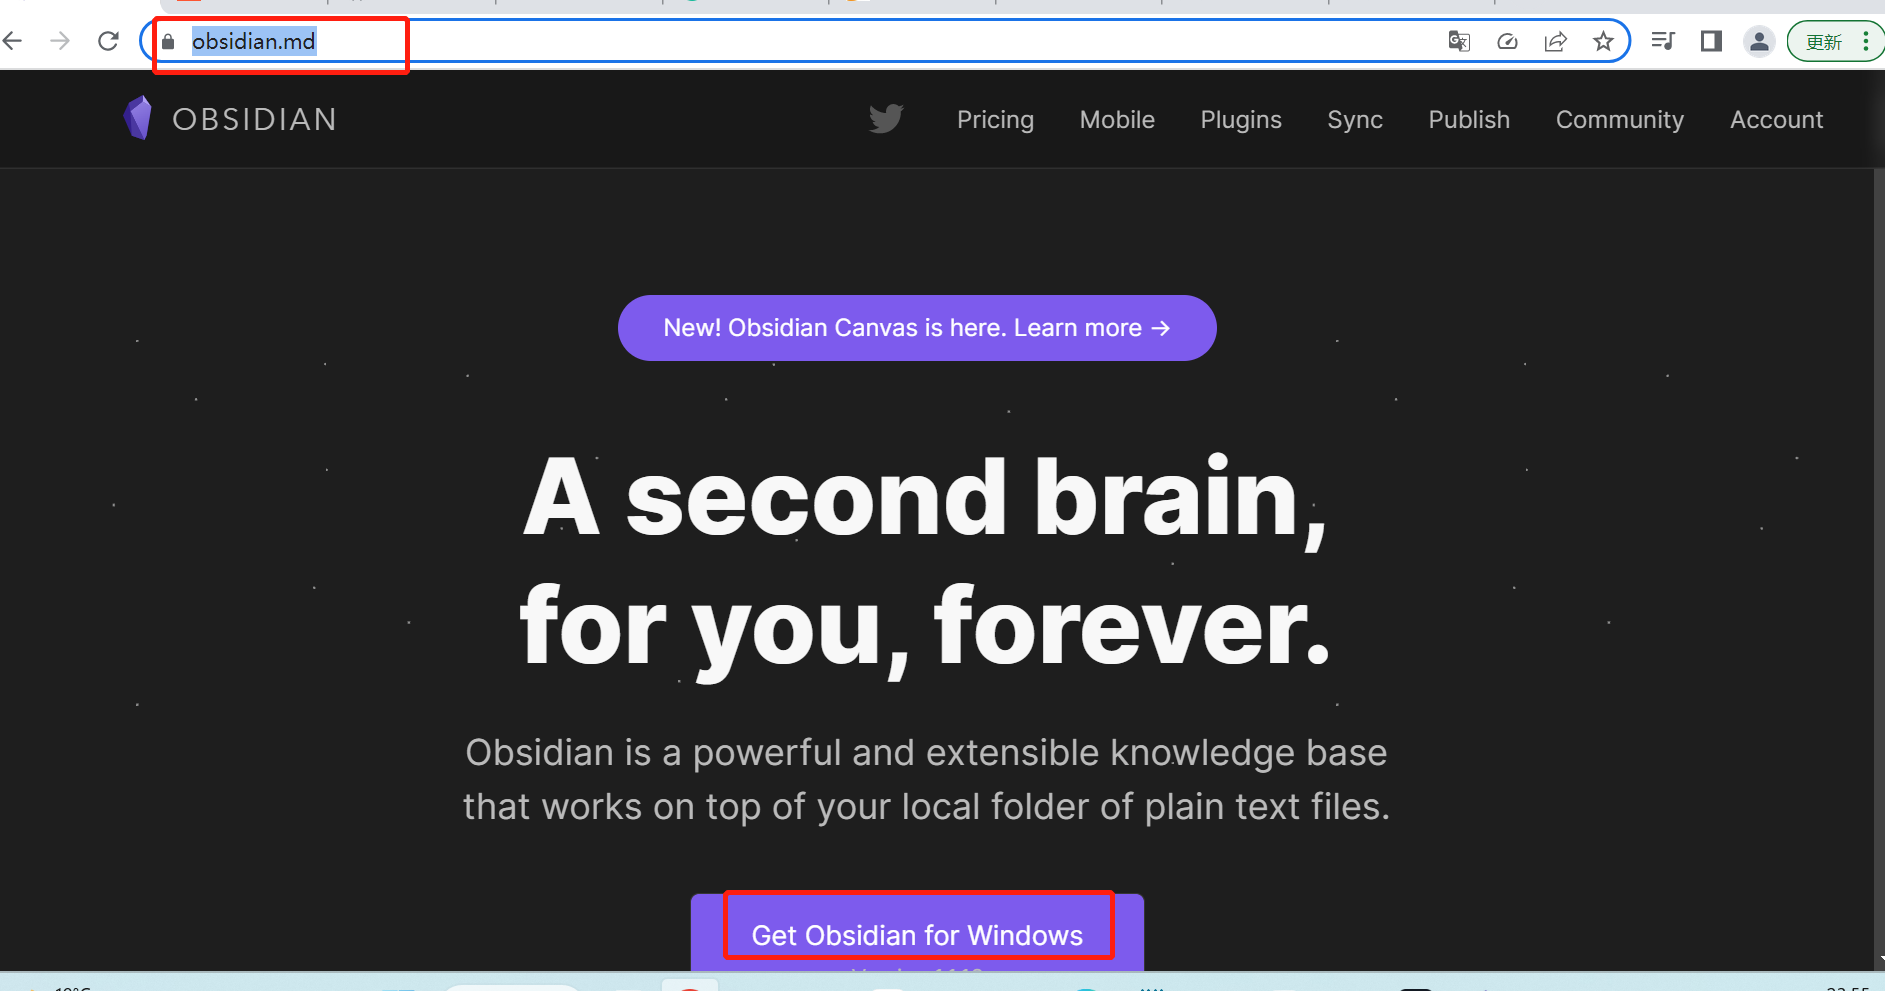 obsidian.md
更新
OBSIDIAN
Pricing
Mobile
Plugins
Sync
Publish
Community
Account
New! Obsidian Canvas is here. Learn more →
A second brain,
for you, forever.
Obsidian is a powerful and extensible knowledge base
that works on top of your local folder of plain text files.
Get Obsidian for Windows